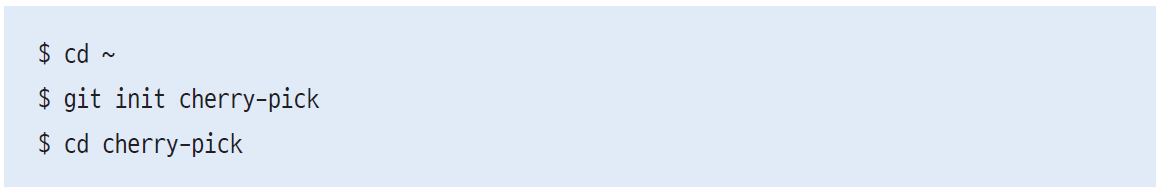 $ cd ~
$ git init cherry-pick
$ cd cherry-pick